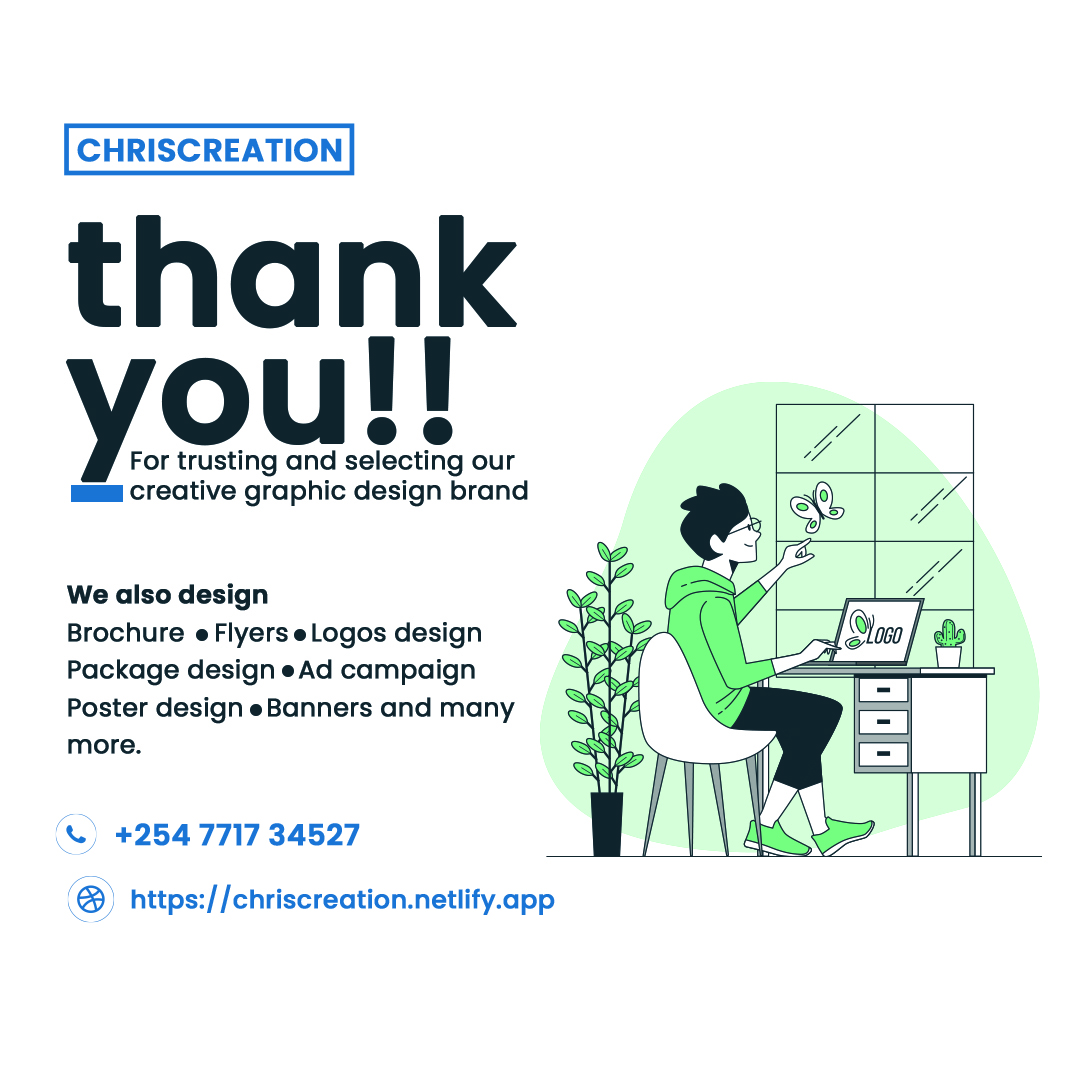 CHRISCREATION
thank
you!!
For trusting and selecting our
creative graphic design brand
We also design
Brochure ●Flyers●Logos design
Package design●Ad campaign
Poster design●Banners and many
more.
LOGO
+254 7717 34527
https://chriscreation.netlify.app